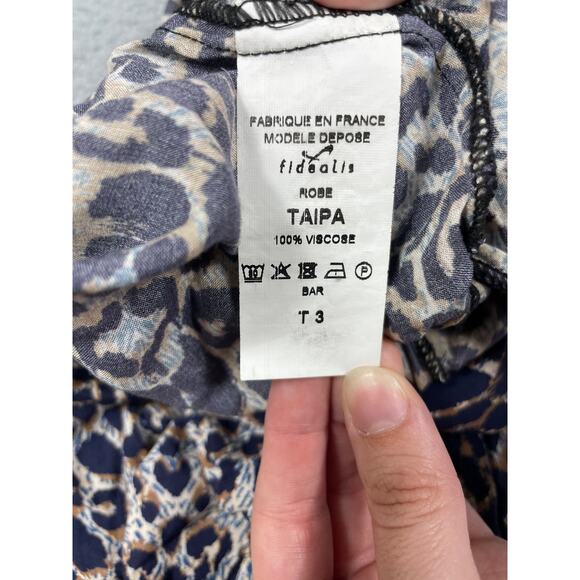 FABRIQUE EN FRANCE
MODELE DEPOSE
fidealis
ROBE
TAIPA
100% VISCOSE
P
BAR
T 3